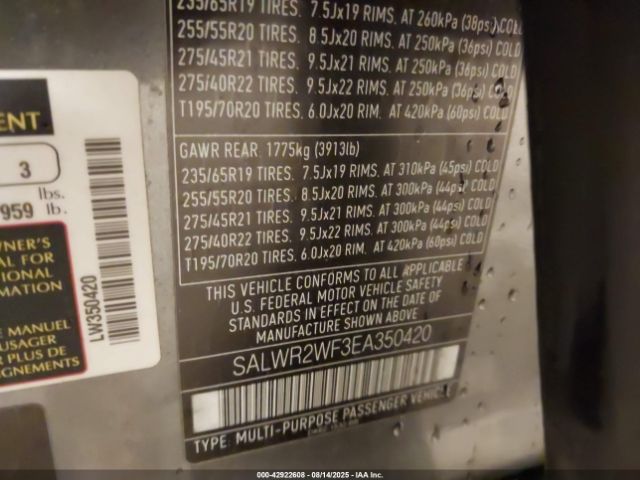 235/65R19 TIRES, 7.5Jx19 RIMS, AT 260kPa (38psi) COLD
255/55R20 TIRES, 8.5Jx20 RIMS, AT 250kPa (36psi) COLD
275/45R21 TIRES, 9.5Jx21 RIMS, AT 250kPa (36psi) COLD
275/40R22 TIRES, 9.5Jx22 RIMS, AT 250kPa (36psi) COLD
T195/70R20 TIRES, 6.0Jx20 RIM, AT 420kPa (60psi) COLD
GAWR REAR 1775kg (3913lb)
235/65R19 TIRES, 7.5Jx19 RIMS, AT 310kPa (45psi) COLD
255/55R20 TIRES, 8.5Jx20 RIMS, AT 300kPa (44psi) COLD
275/45R21 TIRES, 9.5Jx21 RIMS, AT 300kPa (44psi) COLD
275/40R22 TIRES, 9.5Jx22 RIMS, AT 300kPa (44psi) COLD
T195/70R20 TIRES, 6.0Jx20 RIM, AT 420kPa (60psi) COLD
THIS VEHICLE CONFORMS TO ALL APPLICABLE
U.S. FEDERAL MOTOR VEHICLE SAFETY
STANDARDS IN EFFECT ON THE DATE OF
MANUFACTURE SHOWN ABOVE
SALWR2WF3EA350420
TYPE: MULTI-PURPOSE PASSENGER VEHICLE
ENT
3
lbs.
959 lb.
WNER'S
AL FOR
TIONAL
RMATION
E MANUEL
USAGER
R PLUS DE
LW350420
000-42922608 - 08/14/2025 - IAA Inc.